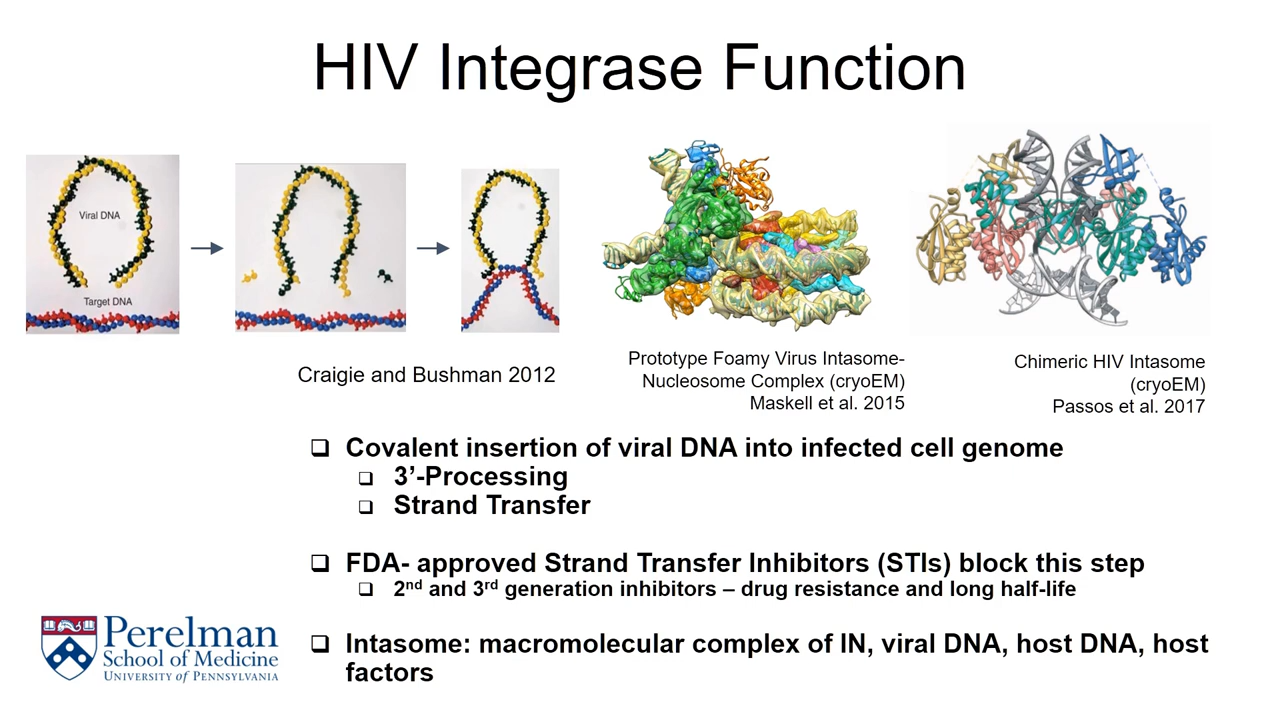 HIV Integrase Function
Viral DNA
Target DNA
Craigie and Bushman 2012
Prototype Foamy Virus Intasome-
Nucleosome Complex (cryoEM)
Maskell et al. 2015
Chimeric HIV Intasome
(cryoEM)
Passos et al. 2017
❑ Covalent insertion of viral DNA into infected cell genome
❑ 3’-Processing
❑ Strand Transfer
❑ FDA- approved Strand Transfer Inhibitors (STIs) block this step
❑ 2nd and 3rd generation inhibitors – drug resistance and long half-life
❑ Intasome: macromolecular complex of IN, viral DNA, host DNA, host
factors
Perelman
School of Medicine
University of Pennsylvania